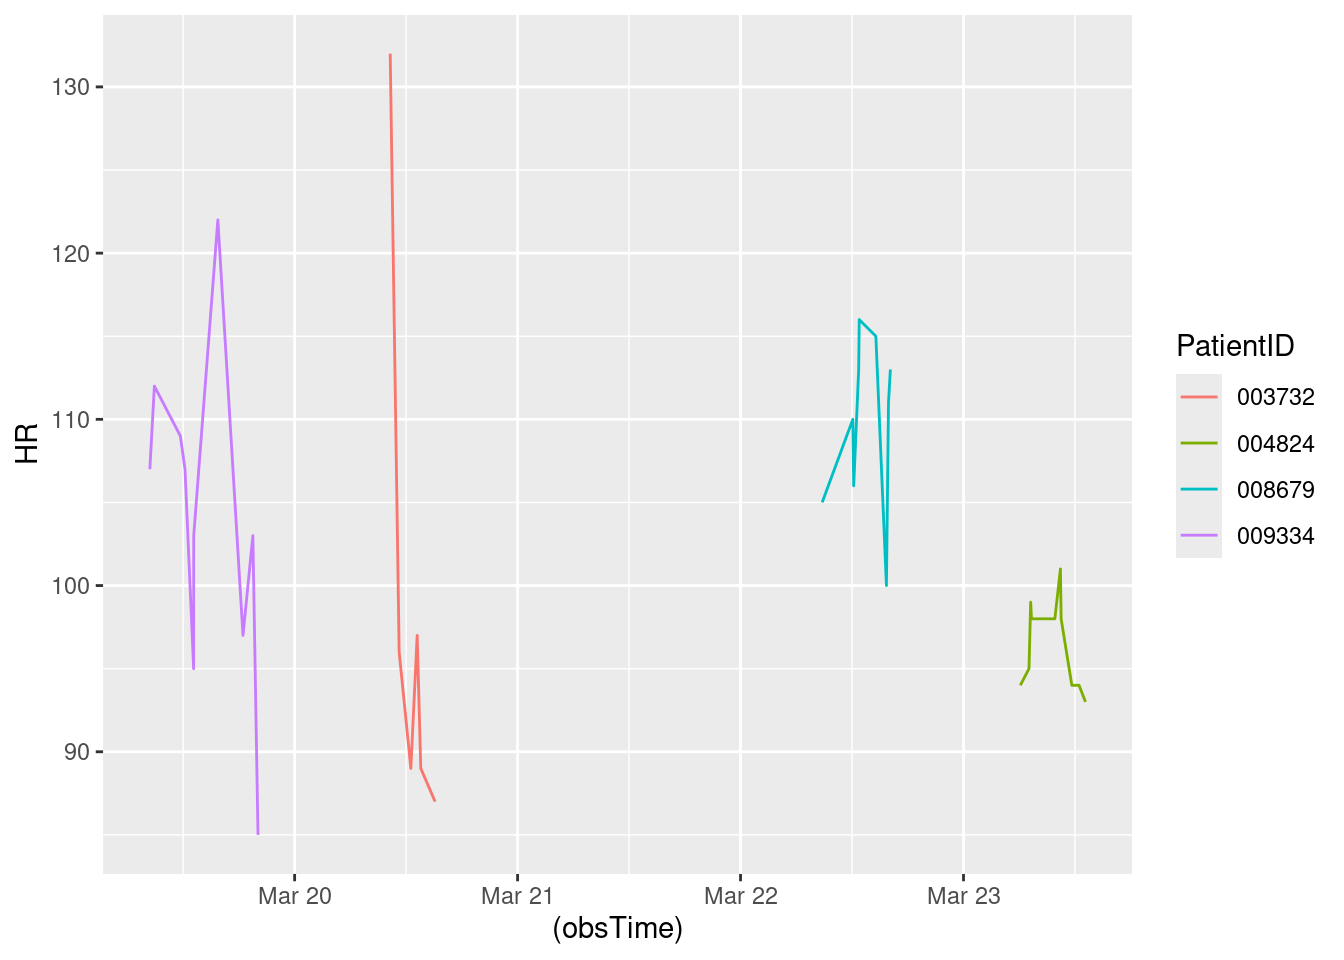 HR
130
120
110
100
90
Mar 20
Mar 21
Mar 22
Mar 23
(obsTime)
PatientID
003732
004824
008679
009334